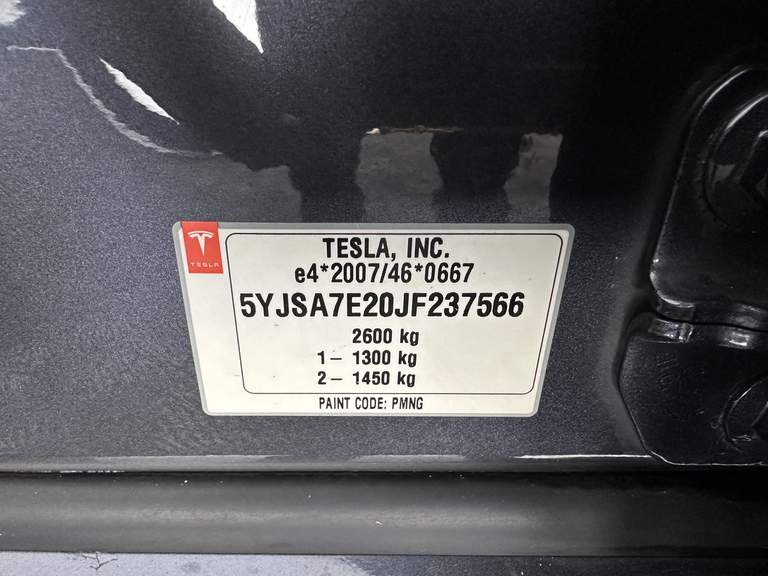 TESLA
TESLA, INC.
e4*2007/46*0667
5YJSA7E20JF237566
2600 kg
1– 1300 kg
2– 1450 kg
PAINT CODE: PMNG